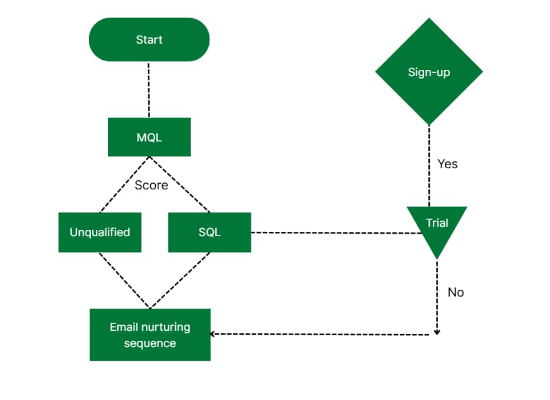 Start
Sign-up
MQL
Yes
Score
Unqualified
SQL
Trial
No
Email nurturing
sequence